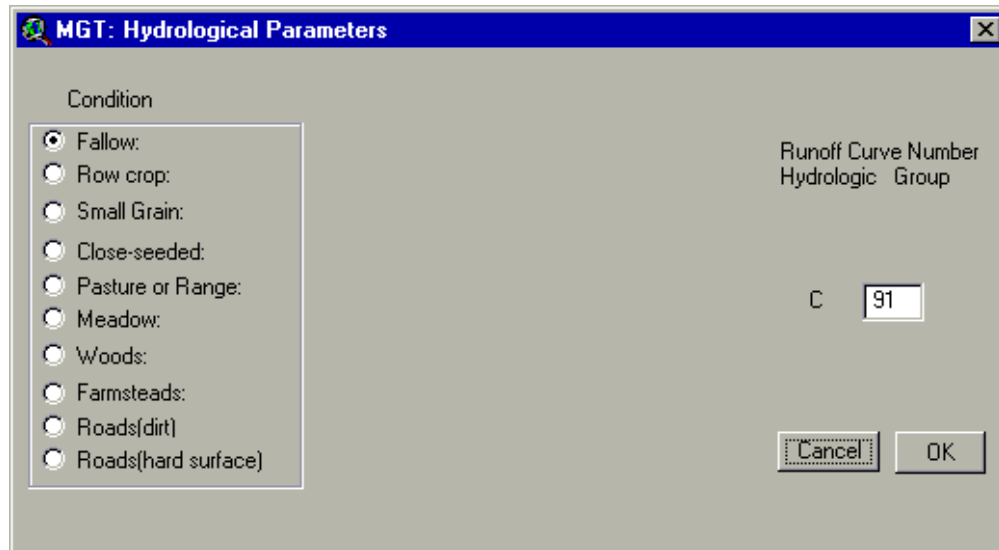 MGT: Hydrological Parameters
Condition
Fallow:
Row crop:
Small Grain:
Close-seeded:
Pasture or Range:
Meadow:
Woods:
Farmsteads:
Roads(dirt)
Roads(hard surface)
Runoff Curve Number
Hydrologic Group
C 91
Cancel OK